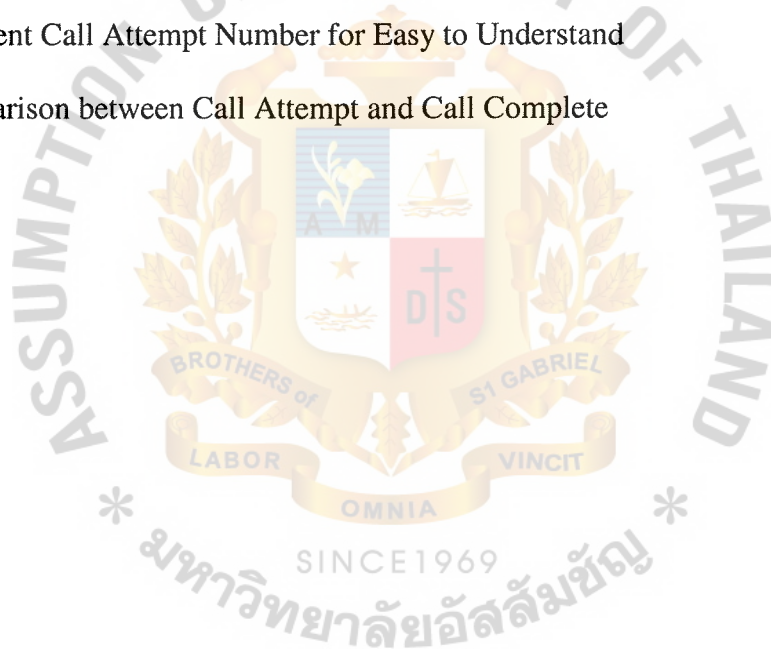 ent Call Attempt Number for Easy to Understand
arison between Call Attempt and Call Complete
ASSUMPTION
OF
THAILAND
A M
D S
BROTHERS of
S1 GABRIEL
LABOR
VINCIT
OMNIA
* *
SINCE1969
มหาวิทยาลัยอัสสัมชัญ